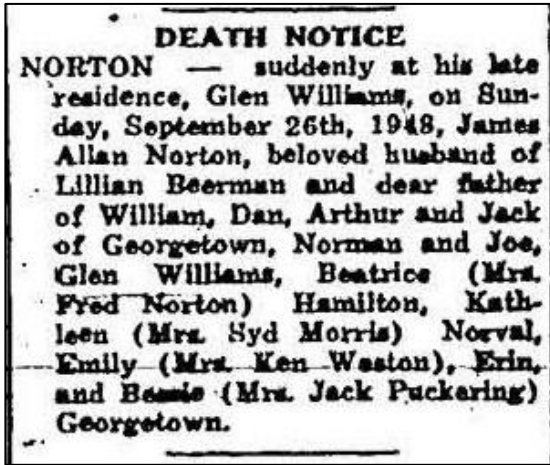 DEATH NOTICE
NORTON — suddenly at his late
residence, Glen Williams, on Sun-
day, September 26th, 1948, James
Allan Norton, beloved husband of
Lillian Beerman and dear father
of William, Dan, Arthur and Jack
of Georgetown, Norman and Joe,
Glen Williams, Beatrice (Mrs.
Fred Norton) Hamilton, Kath-
leen (Mrs. Syd Morris) Norval,
Emily (Mrs. Ken Weston), Erin,
and Bessie (Mrs. Jack Puckering)
Georgetown.